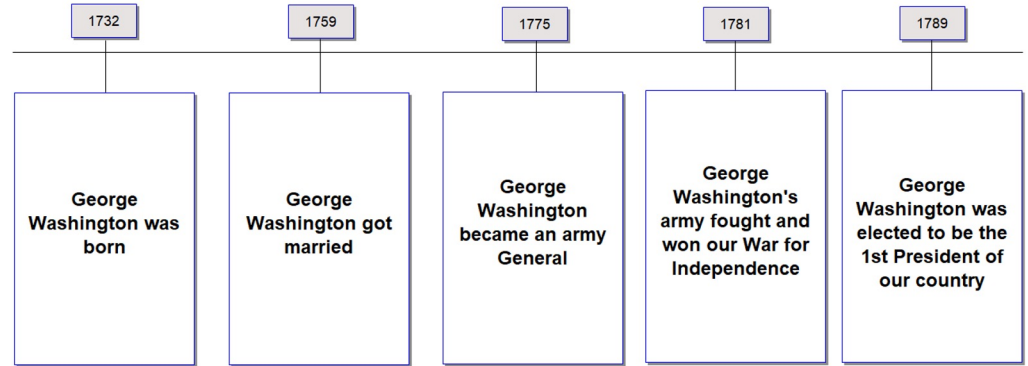 1732
1759
1775
1781
1789
George
Washington was
born
George
Washington got
married
George
Washington
became an army
General
George
Washington's
army fought and
won our War for
Independence
George
Washington was
elected to be the
1st President of
our country